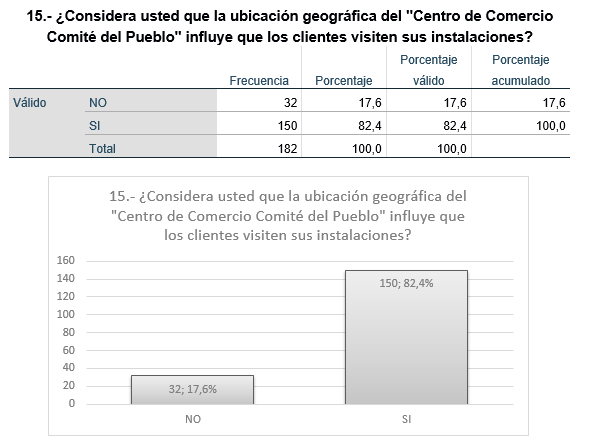 15.- ¿Considera usted que la ubicación geográfica del "Centro de Comercio
Comité del Pueblo" influye que los clientes visiten sus instalaciones?
Frecuencia Porcentaje Porcentaje válido Porcentaje acumulado
Válido NO 32 17,6 17,6 17,6
SI 150 82,4 82,4 100,0
Total 182 100,0 100,0
15.- ¿Considera usted que la ubicación geográfica del
"Centro de Comercio Comité del Pueblo" influye que
los clientes visiten sus instalaciones?
160
140
120
100
80
60
40
20
0
150; 82,4%
32; 17,6%
NO SI